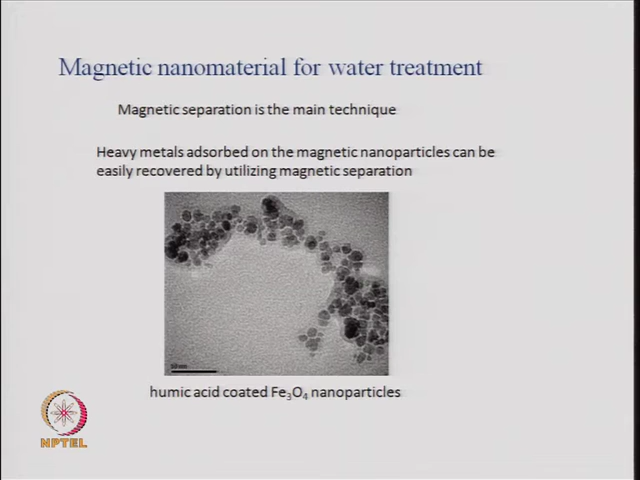 Magnetic nanomaterial for water treatment
Magnetic separation is the main technique
Heavy metals adsorbed on the magnetic nanoparticles can be
easily recovered by utilizing magnetic separation
humic acid coated Fe₃O₄ nanoparticles
NPTEL